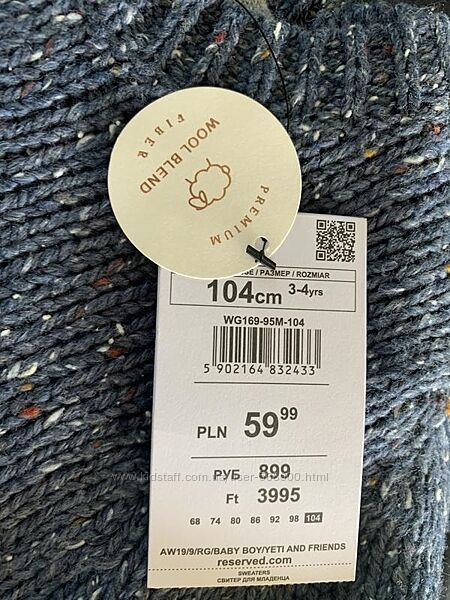 PREMIUM
WOOL BLEND
FIBER
/ РАЗМЕР / ROZMIAR
104cm 3-4yrs
WG169-95M-104
5 902164 832433
PLN 59 99
РУБ 899
Ft 3995
68 74 80 86 92 98 104
AW19/9/RG/BABY BOY/YETI AND FRIENDS
reserved.com
SWEATERS
СВИТЕР ДЛЯ МЛАДЕНЦА